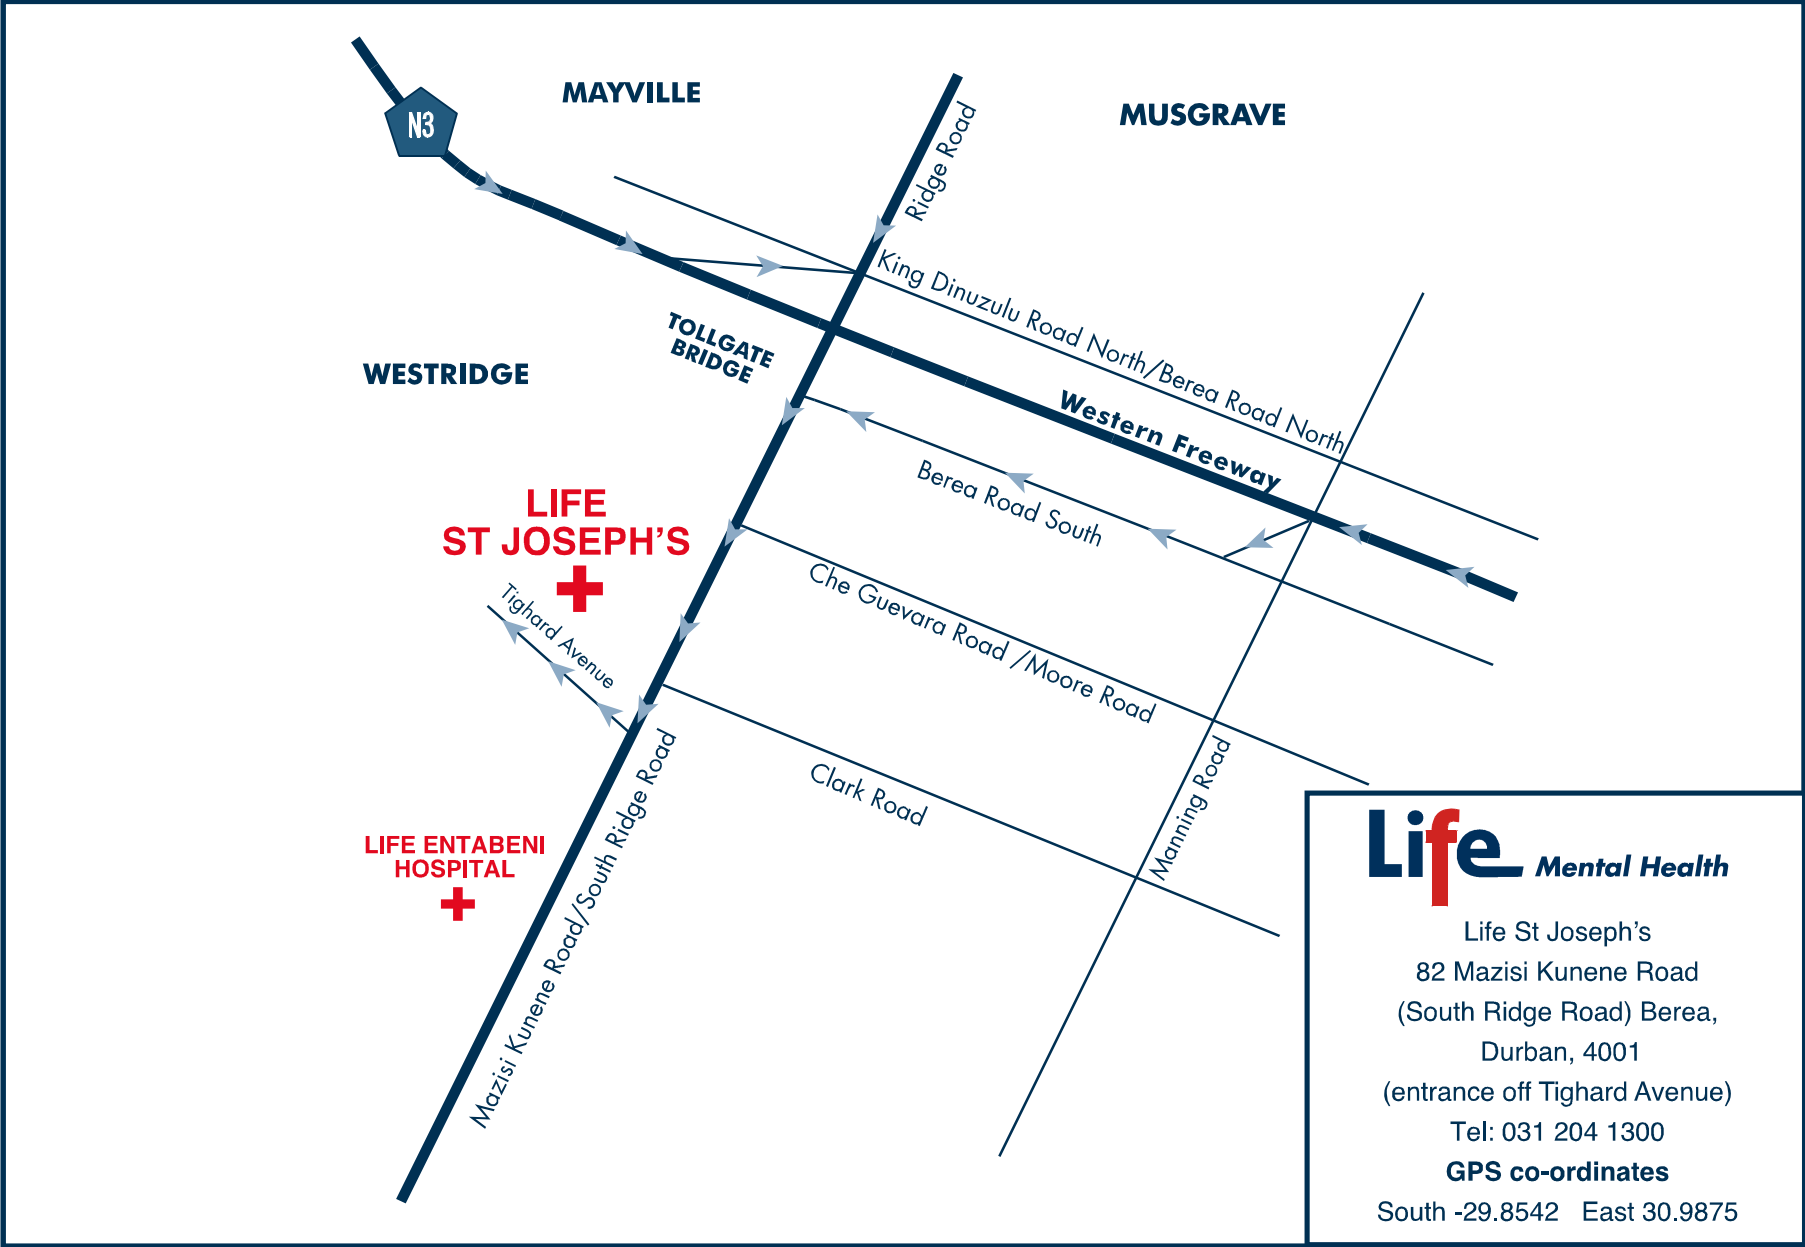 N3
MAYVILLE
MUSGRAVE
Ridge Road
King Dinuzulu Road North/Berea Road North
TOLLGATE
BRIDGE
WESTRIDGE
Western Freeway
Berea Road South
LIFE
ST JOSEPH'S
Tighard Avenue
Che Guevara Road /Moore Road
Clark Road
Manning Road
Mazisi Kunene Road/South Ridge Road
LIFE ENTABENI
HOSPITAL
Life Mental Health
Life St Joseph's
82 Mazisi Kunene Road
(South Ridge Road) Berea,
Durban, 4001
(entrance off Tighard Avenue)
Tel: 031 204 1300
GPS co-ordinates
South -29.8542 East 30.9875